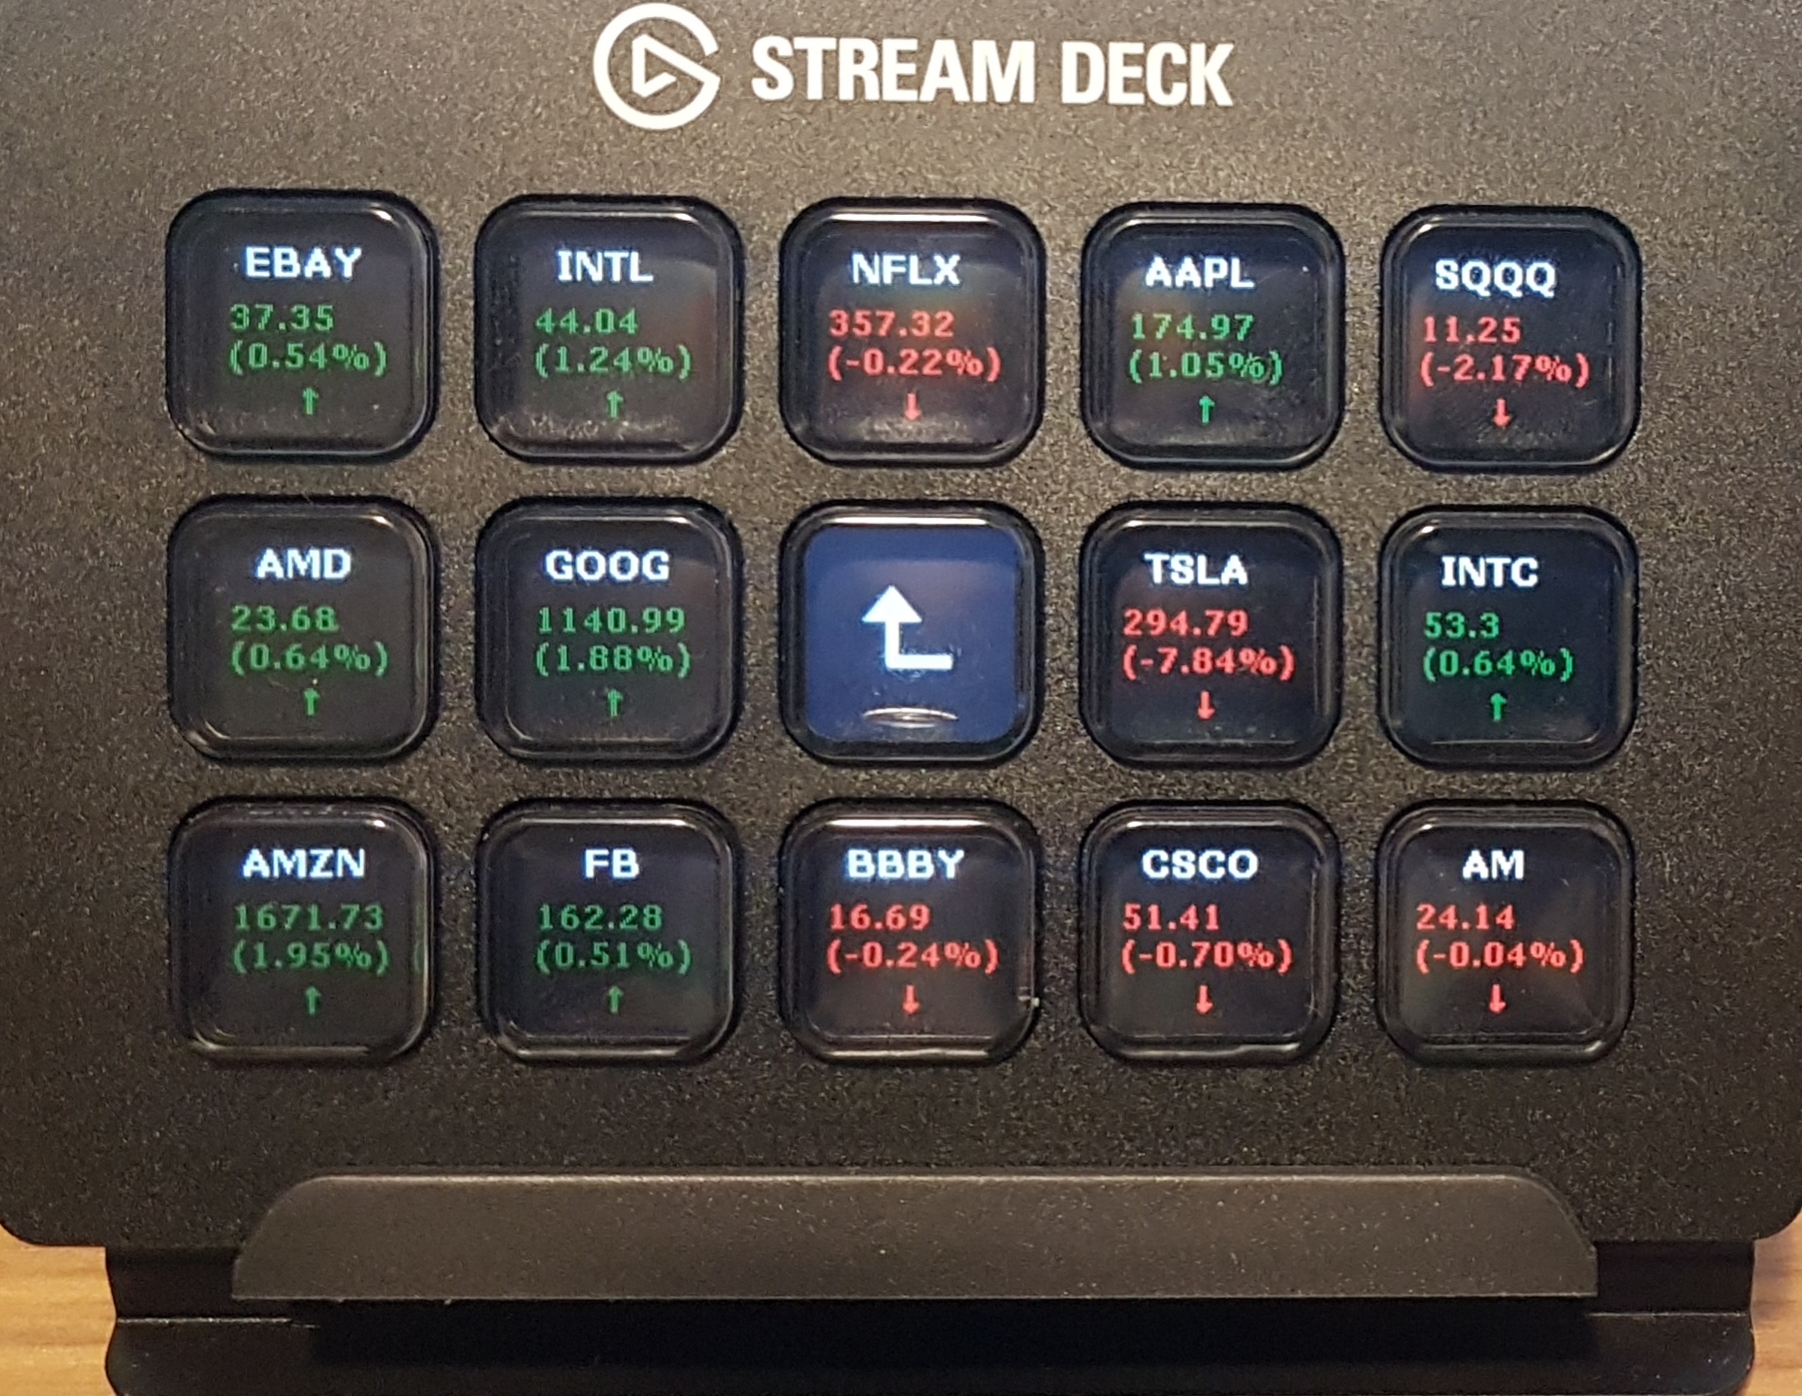 STREAM DECK
EBAY
37.35
(0.54%)
↑
INTL
44.04
(1.24%)
↑
NFLX
357.32
(-0.22%)
↓
AAPL
174.97
(1.05%)
↑
SQQQ
11.25
(-2.17%)
↓
AMD
23.68
(0.64%)
↑
GOOG
1140.99
(1.88%)
↑
TSLA
294.79
(-7.84%)
↓
INTC
53.3
(0.64%)
↑
AMZN
1671.73
(1.95%)
↑
FB
162.28
(0.51%)
↑
BBBY
16.69
(-0.24%)
↓
CSCO
51.41
(-0.70%)
↓
AM
24.14
(-0.04%)
↓